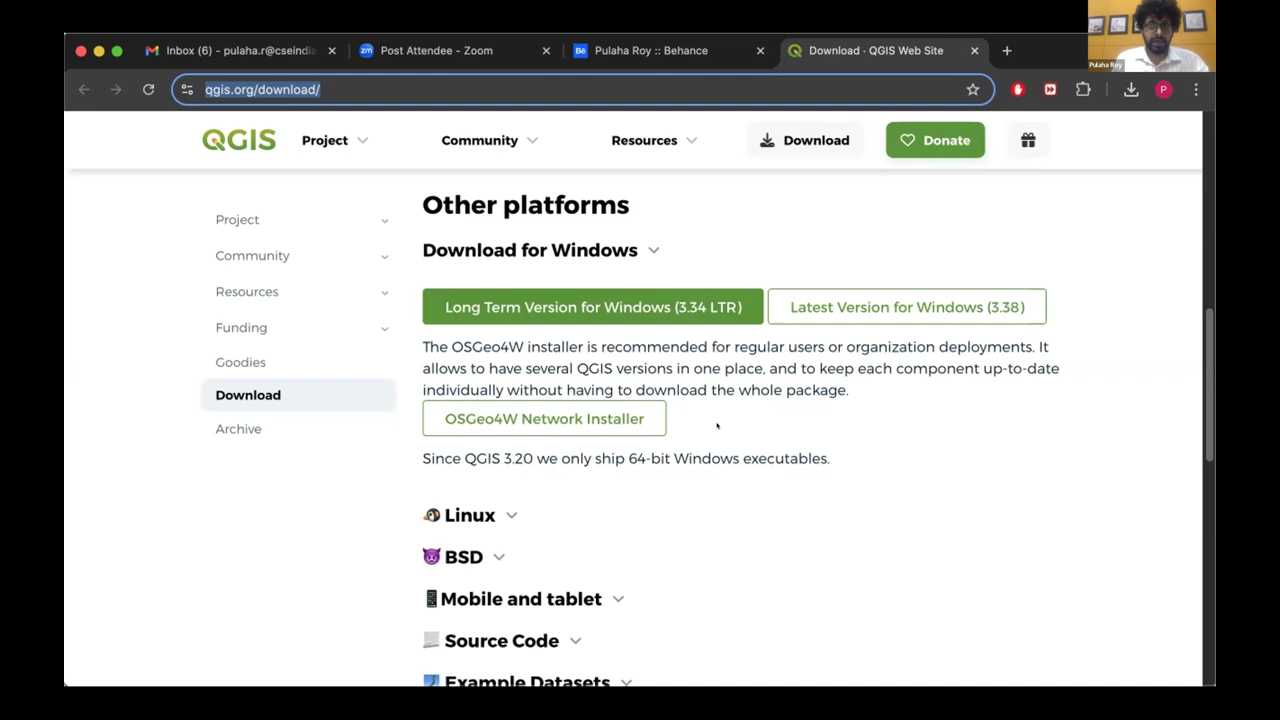 Inbox (6) - pulaha.r@cseindia
Post Attendee - Zoom
Bē
Pulaha Roy :: Behance
Download · QGIS Web Site
Pulaha Roy
qgis.org/download/
P
QGIS
Project
Community
Resources
Download
Donate
Project
Community
Resources
Funding
Goodies
Download
Archive
Other platforms
Download for Windows
Long Term Version for Windows (3.34 LTR)
Latest Version for Windows (3.38)
The OSGeo4W installer is recommended for regular users or organization deployments. It
allows to have several QGIS versions in one place, and to keep each component up-to-date
individually without having to download the whole package.
OSGeo4W Network Installer
Since QGIS 3.20 we only ship 64-bit Windows executables.
Linux
BSD
Mobile and tablet
Source Code
Example Datasets